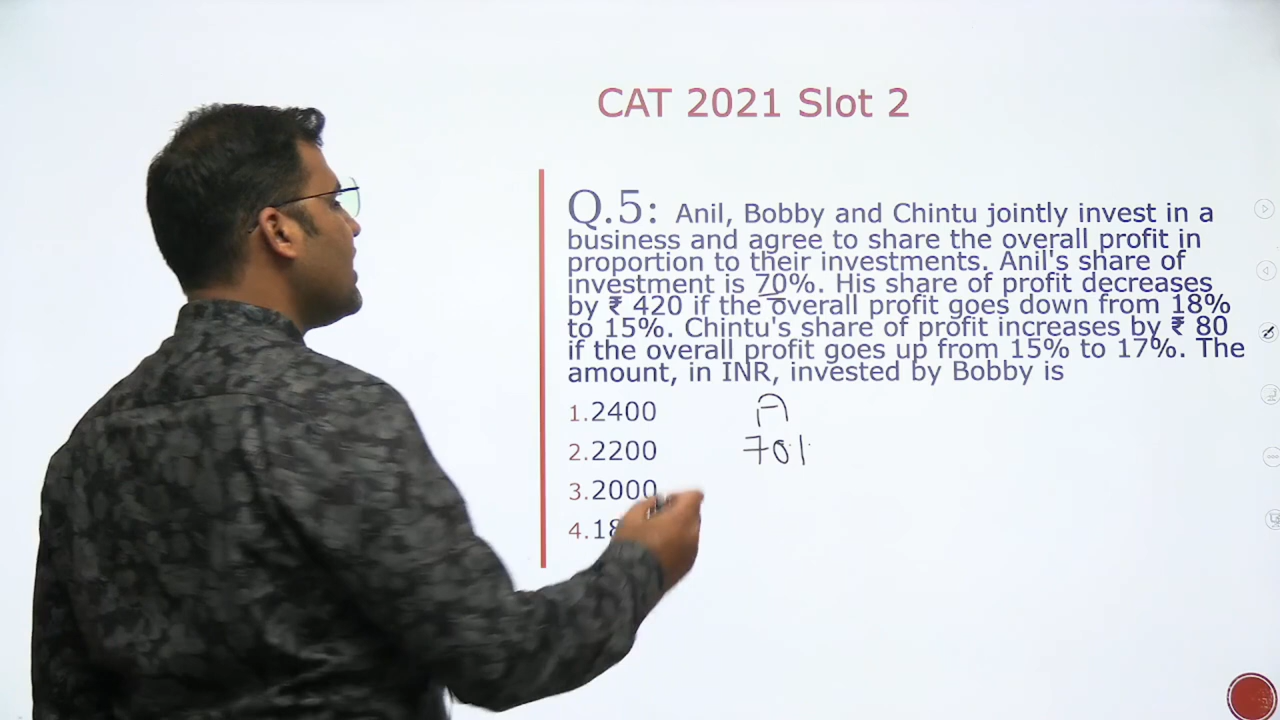 CAT 2021 Slot 2
Q.5: Anil, Bobby and Chintu jointly invest in a
business and agree to share the overall profit in
proportion to their investments. Anil's share of
investment is 70%. His share of profit decreases
by ₹ 420 if the overall profit goes down from 18%
to 15%. Chintu's share of profit increases by ₹ 80
if the overall profit goes up from 15% to 17%. The
amount, in INR, invested by Bobby is
1.2400 A
2.2200 70%
3.2000
4.18